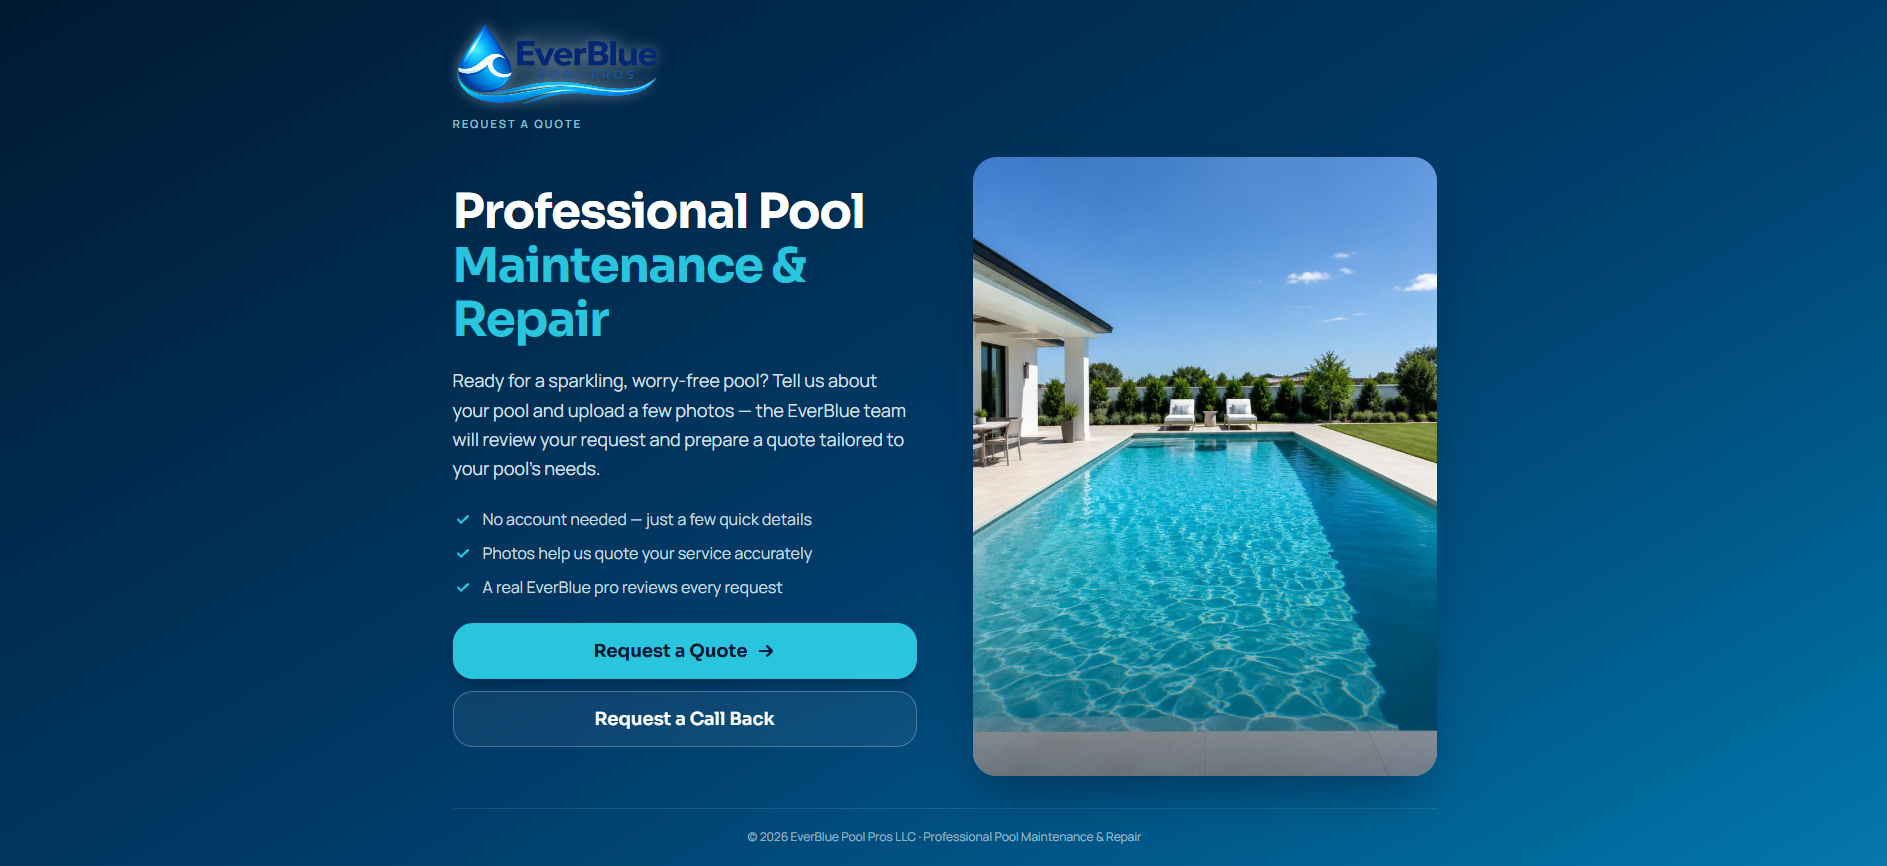 EverBlue
POOL PROS
REQUEST A QUOTE
Professional Pool
Maintenance &
Repair
Ready for a sparkling, worry-free pool? Tell us about
your pool and upload a few photos — the EverBlue team
will review your request and prepare a quote tailored to
your pool's needs.
No account needed — just a few quick details
Photos help us quote your service accurately
A real EverBlue pro reviews every request
Request a Quote →
Request a Call Back
© 2026 EverBlue Pool Pros LLC · Professional Pool Maintenance & Repair